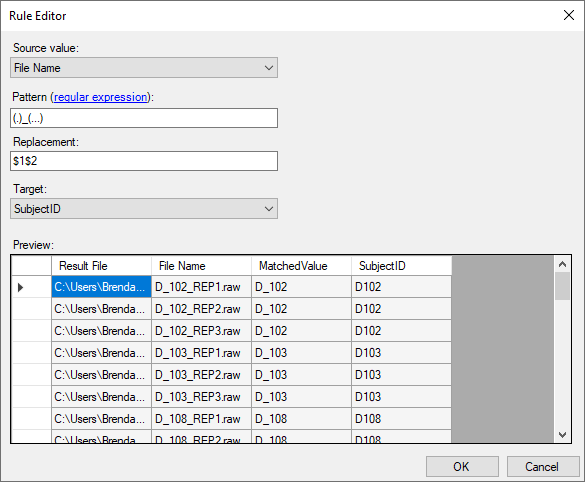 Rule Editor
Source value:
File Name
Pattern (regular expression):
(.)_(...)
Replacement:
$1$2
Target:
SubjectID
Preview:
Result File File Name MatchedValue SubjectID
C:\Users\Brenda... D_102_REP1.raw D_102 D102
C:\Users\Brenda... D_102_REP2.raw D_102 D102
C:\Users\Brenda... D_102_REP3.raw D_102 D102
C:\Users\Brenda... D_103_REP1.raw D_103 D103
C:\Users\Brenda... D_103_REP2.raw D_103 D103
C:\Users\Brenda... D_103_REP3.raw D_103 D103
C:\Users\Brenda... D_108_REP1.raw D_108 D108
C:\Users\Brenda... D_108_REP2.raw D_108 D108
OK Cancel